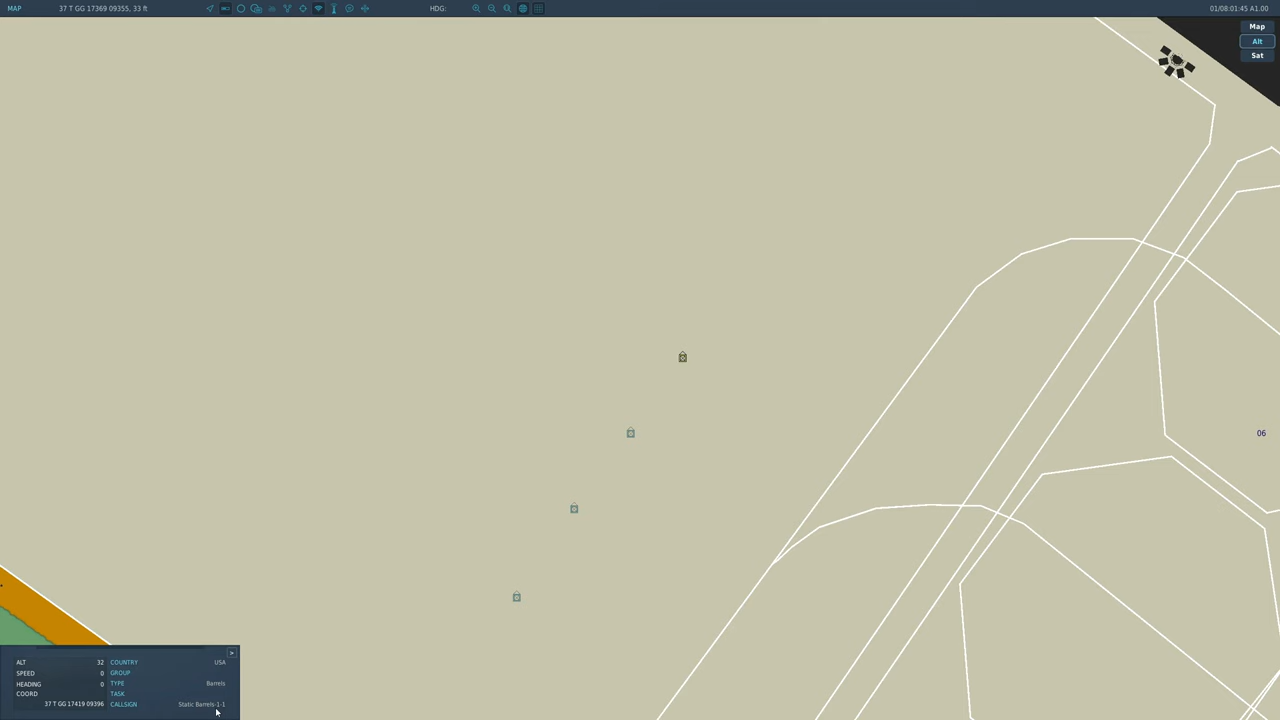 MAP 37 T GG 17369 09355, 33 ft HDG: 01/08:01:45 A1.00
Map
Alt
Sat
06
>
ALT 32 COUNTRY USA
SPEED 0 GROUP
HEADING 0 TYPE Barrels
COORD TASK
37 T GG 17419 09396 CALLSIGN Static Barrels-1-1